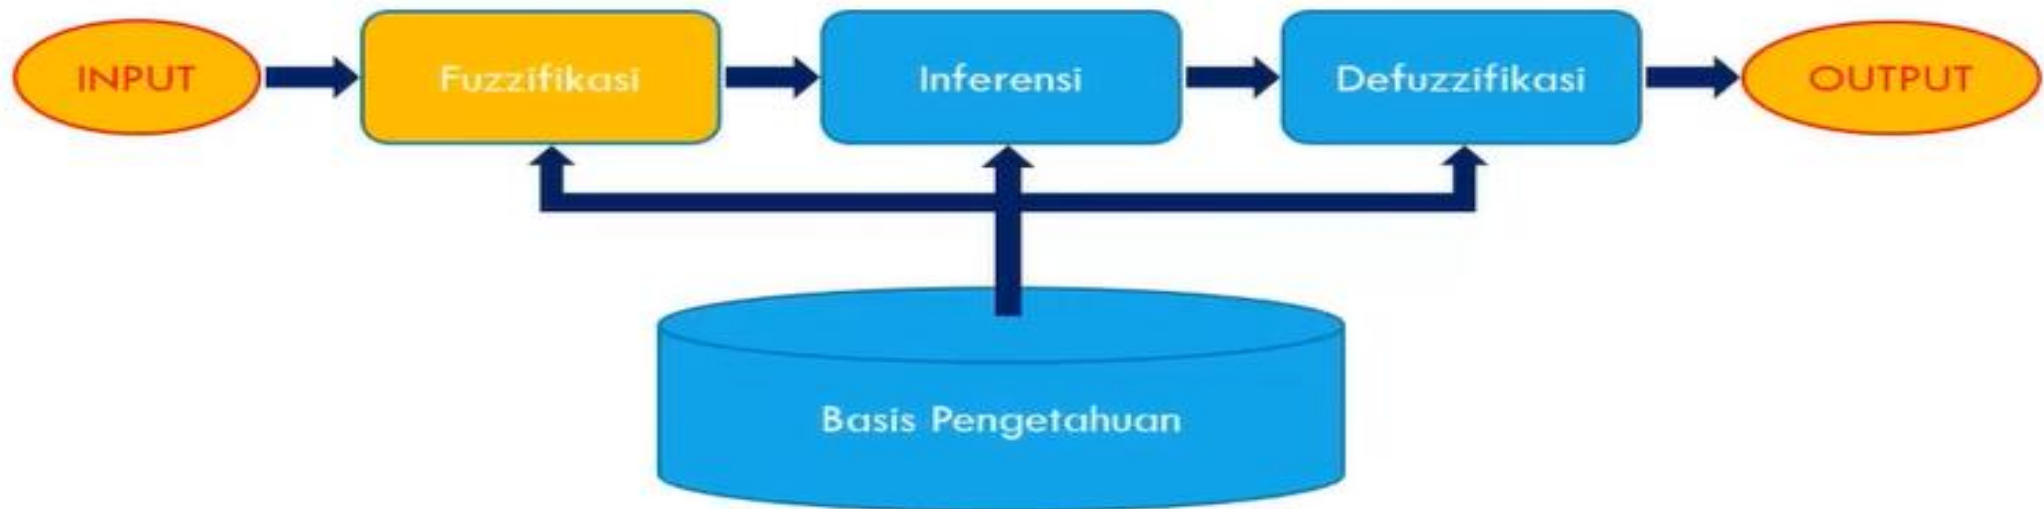 INPUT
Fuzzifikasi
Inferensi
Defuzzifikasi
OUTPUT
Basis Pengetahuan